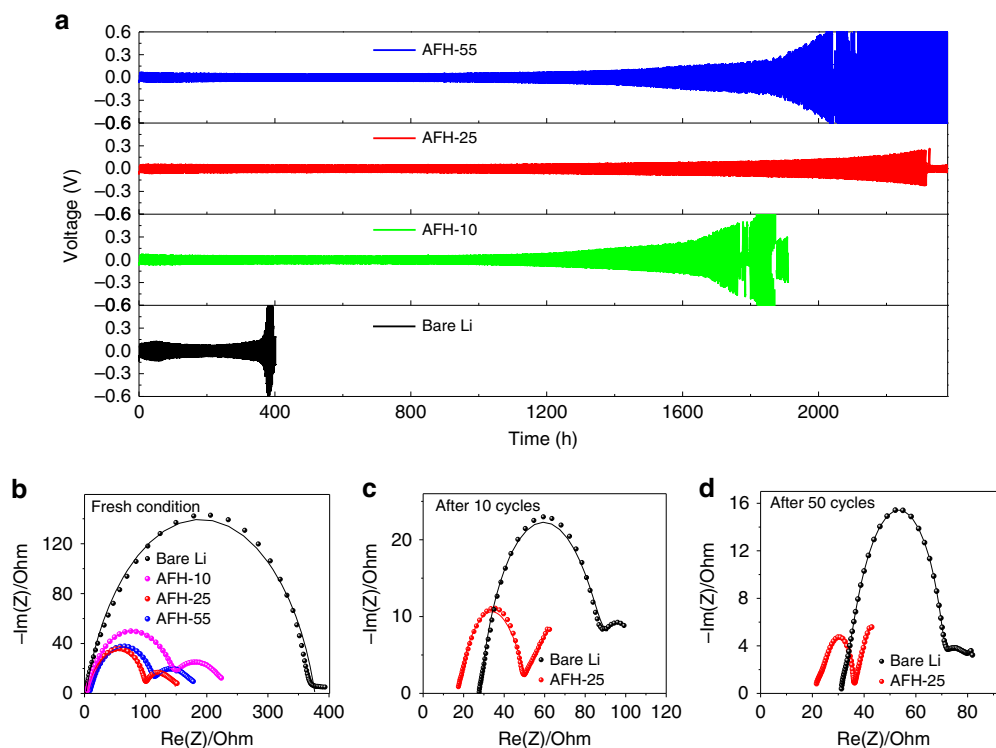 a
0.6
0.3
0.0
–0.3
–0.6
AFH-55
0.3
0.0
–0.3
–0.6
AFH-25
0.3
0.0
–0.3
–0.6
AFH-10
0.3
0.0
–0.3
–0.6
Bare Li
Voltage (V)
0 400 800 1200 1600 2000
Time (h)
b
Fresh condition
Bare Li
AFH-10
AFH-25
AFH-55
120
80
40
0
–Im(Z)/Ohm
0 100 200 300 400
Re(Z)/Ohm
c
After 10 cycles
20
10
0
–Im(Z)/Ohm
Bare Li
AFH-25
0 20 40 60 80 100 120
Re(Z)/Ohm
d
After 50 cycles
16
12
8
4
0
–Im(Z)/Ohm
Bare Li
AFH-25
0 20 40 60 80
Re(Z)/Ohm